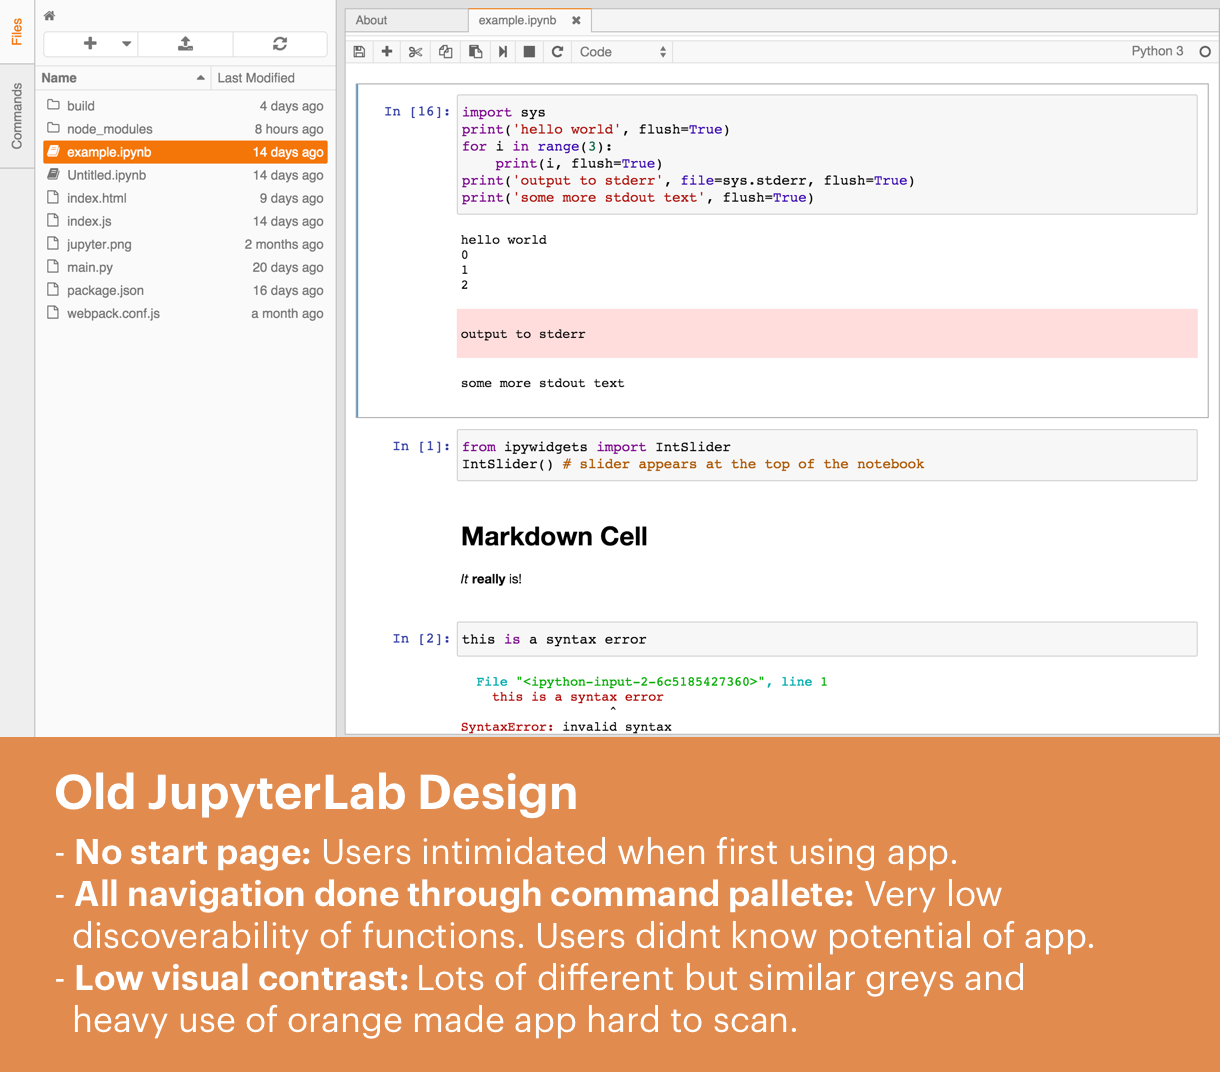 Files
Commands
Name Last Modified
build 4 days ago
node_modules 8 hours ago
example.ipynb 14 days ago
Untitled.ipynb 14 days ago
index.html 9 days ago
index.js 14 days ago
jupyter.png 2 months ago
main.py 20 days ago
package.json 16 days ago
webpack.conf.js a month ago
About example.ipynb
Code Python 3
In [16]: import sys
print('hello world', flush=True)
for i in range(3):
    print(i, flush=True)
print('output to stderr', file=sys.stderr, flush=True)
print('some more stdout text', flush=True)
hello world
0
1
2
output to stderr
some more stdout text
In [1]: from ipywidgets import IntSlider
IntSlider() # slider appears at the top of the notebook
Markdown Cell
It really is!
In [2]: this is a syntax error
File "<ipython-input-2-6c5185427360>", line 1
this is a syntax error
^
SyntaxError: invalid syntax
Old JupyterLab Design
- No start page: Users intimidated when first using app.
- All navigation done through command pallete: Very low
discoverability of functions. Users didnt know potential of app.
- Low visual contrast: Lots of different but similar greys and
heavy use of orange made app hard to scan.